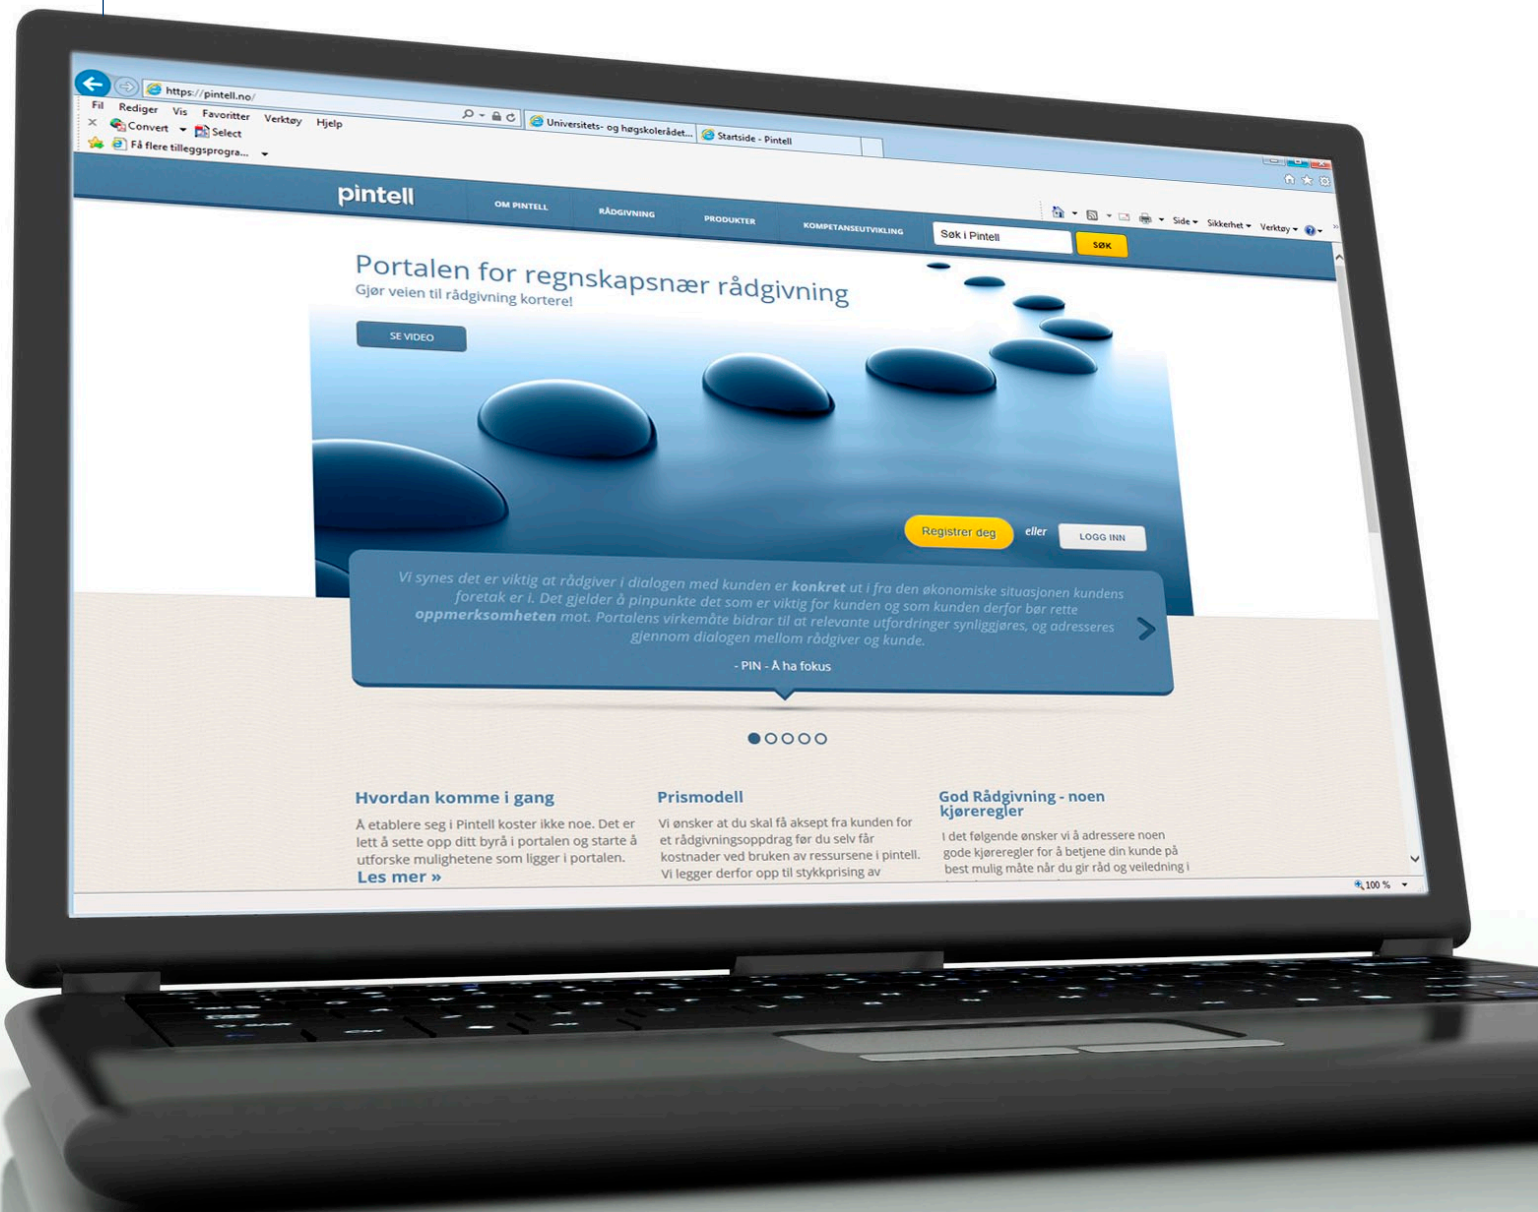 https://pintell.no/
Universitets- og høgskolerådet...
Startside - Pintell
Fil Rediger Vis Favoritter Verktøy Hjelp
Convert Select
Få flere tilleggsprogra...
Side Sikkerhet Verktøy
pintell
OM PINTELL
RÅDGIVNING
PRODUKTER
KOMPETANSEUTVIKLING
Søk i Pintell
SØK
Portalen for regnskapsnær rådgivning
Gjør veien til rådgivning kortere!
SE VIDEO
Registrer deg eller LOGG INN
Vi synes det er viktig at rådgiver i dialogen med kunden er konkret ut i fra den økonomiske situasjonen kundens
foretak er i. Det gjelder å pinpunkte det som er viktig for kunden og som kunden derfor bør rette
oppmerksomheten mot. Portalens virkemåte bidrar til at relevante utfordringer synliggjøres, og adresseres
gjennom dialogen mellom rådgiver og kunde.
- PIN - Å ha fokus
Hvordan komme i gang
Å etablere seg i Pintell koster ikke noe. Det er
lett å sette opp ditt byrå i portalen og starte å
utforske mulighetene som ligger i portalen.
Les mer »
Prismodell
Vi ønsker at du skal få aksept fra kunden for
et rådgivningsoppdrag før du selv får
kostnader ved bruken av ressursene i pintell.
Vi legger derfor opp til stykkprising av
God Rådgivning - noen
kjøreregler
I det følgende ønsker vi å adressere noen
gode kjøreregler for å betjene din kunde på
best mulig måte når du gir råd og veiledning i
100 %